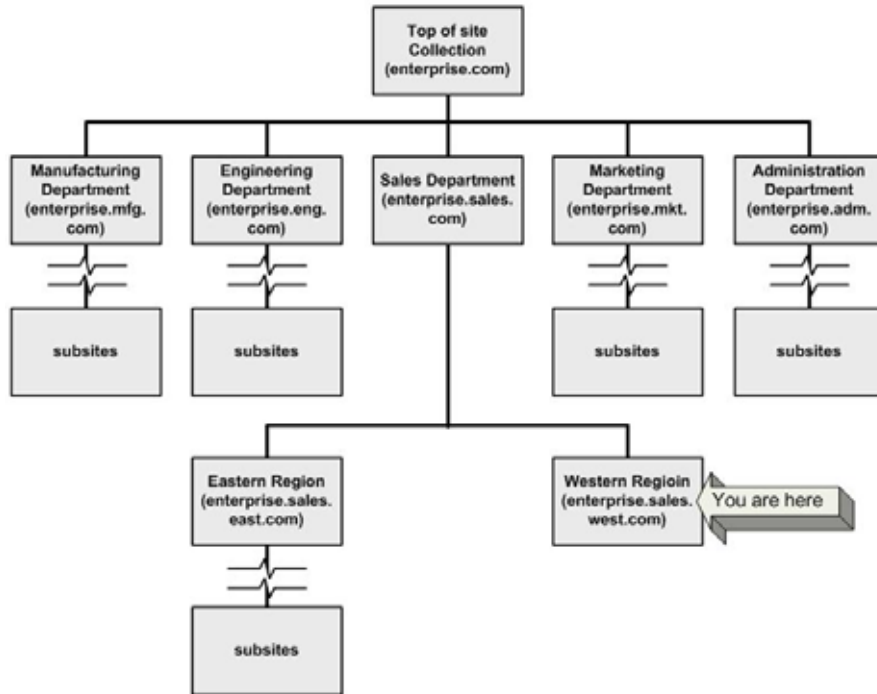 Top of site
Collection
(enterprise.com)
Manufacturing
Department
(enterprise.mfg.
com)
Engineering
Department
(enterprise.eng.
com)
Sales Department
(enterprise.sales.
com)
Marketing
Department
(enterprise.mkt.
com)
Administration
Department
(enterprise.adm.
com)
subsites
subsites
subsites
subsites
Eastern Region
(enterprise.sales.
east.com)
Western Regioin
(enterprise.sales.
west.com)
You are here
subsites